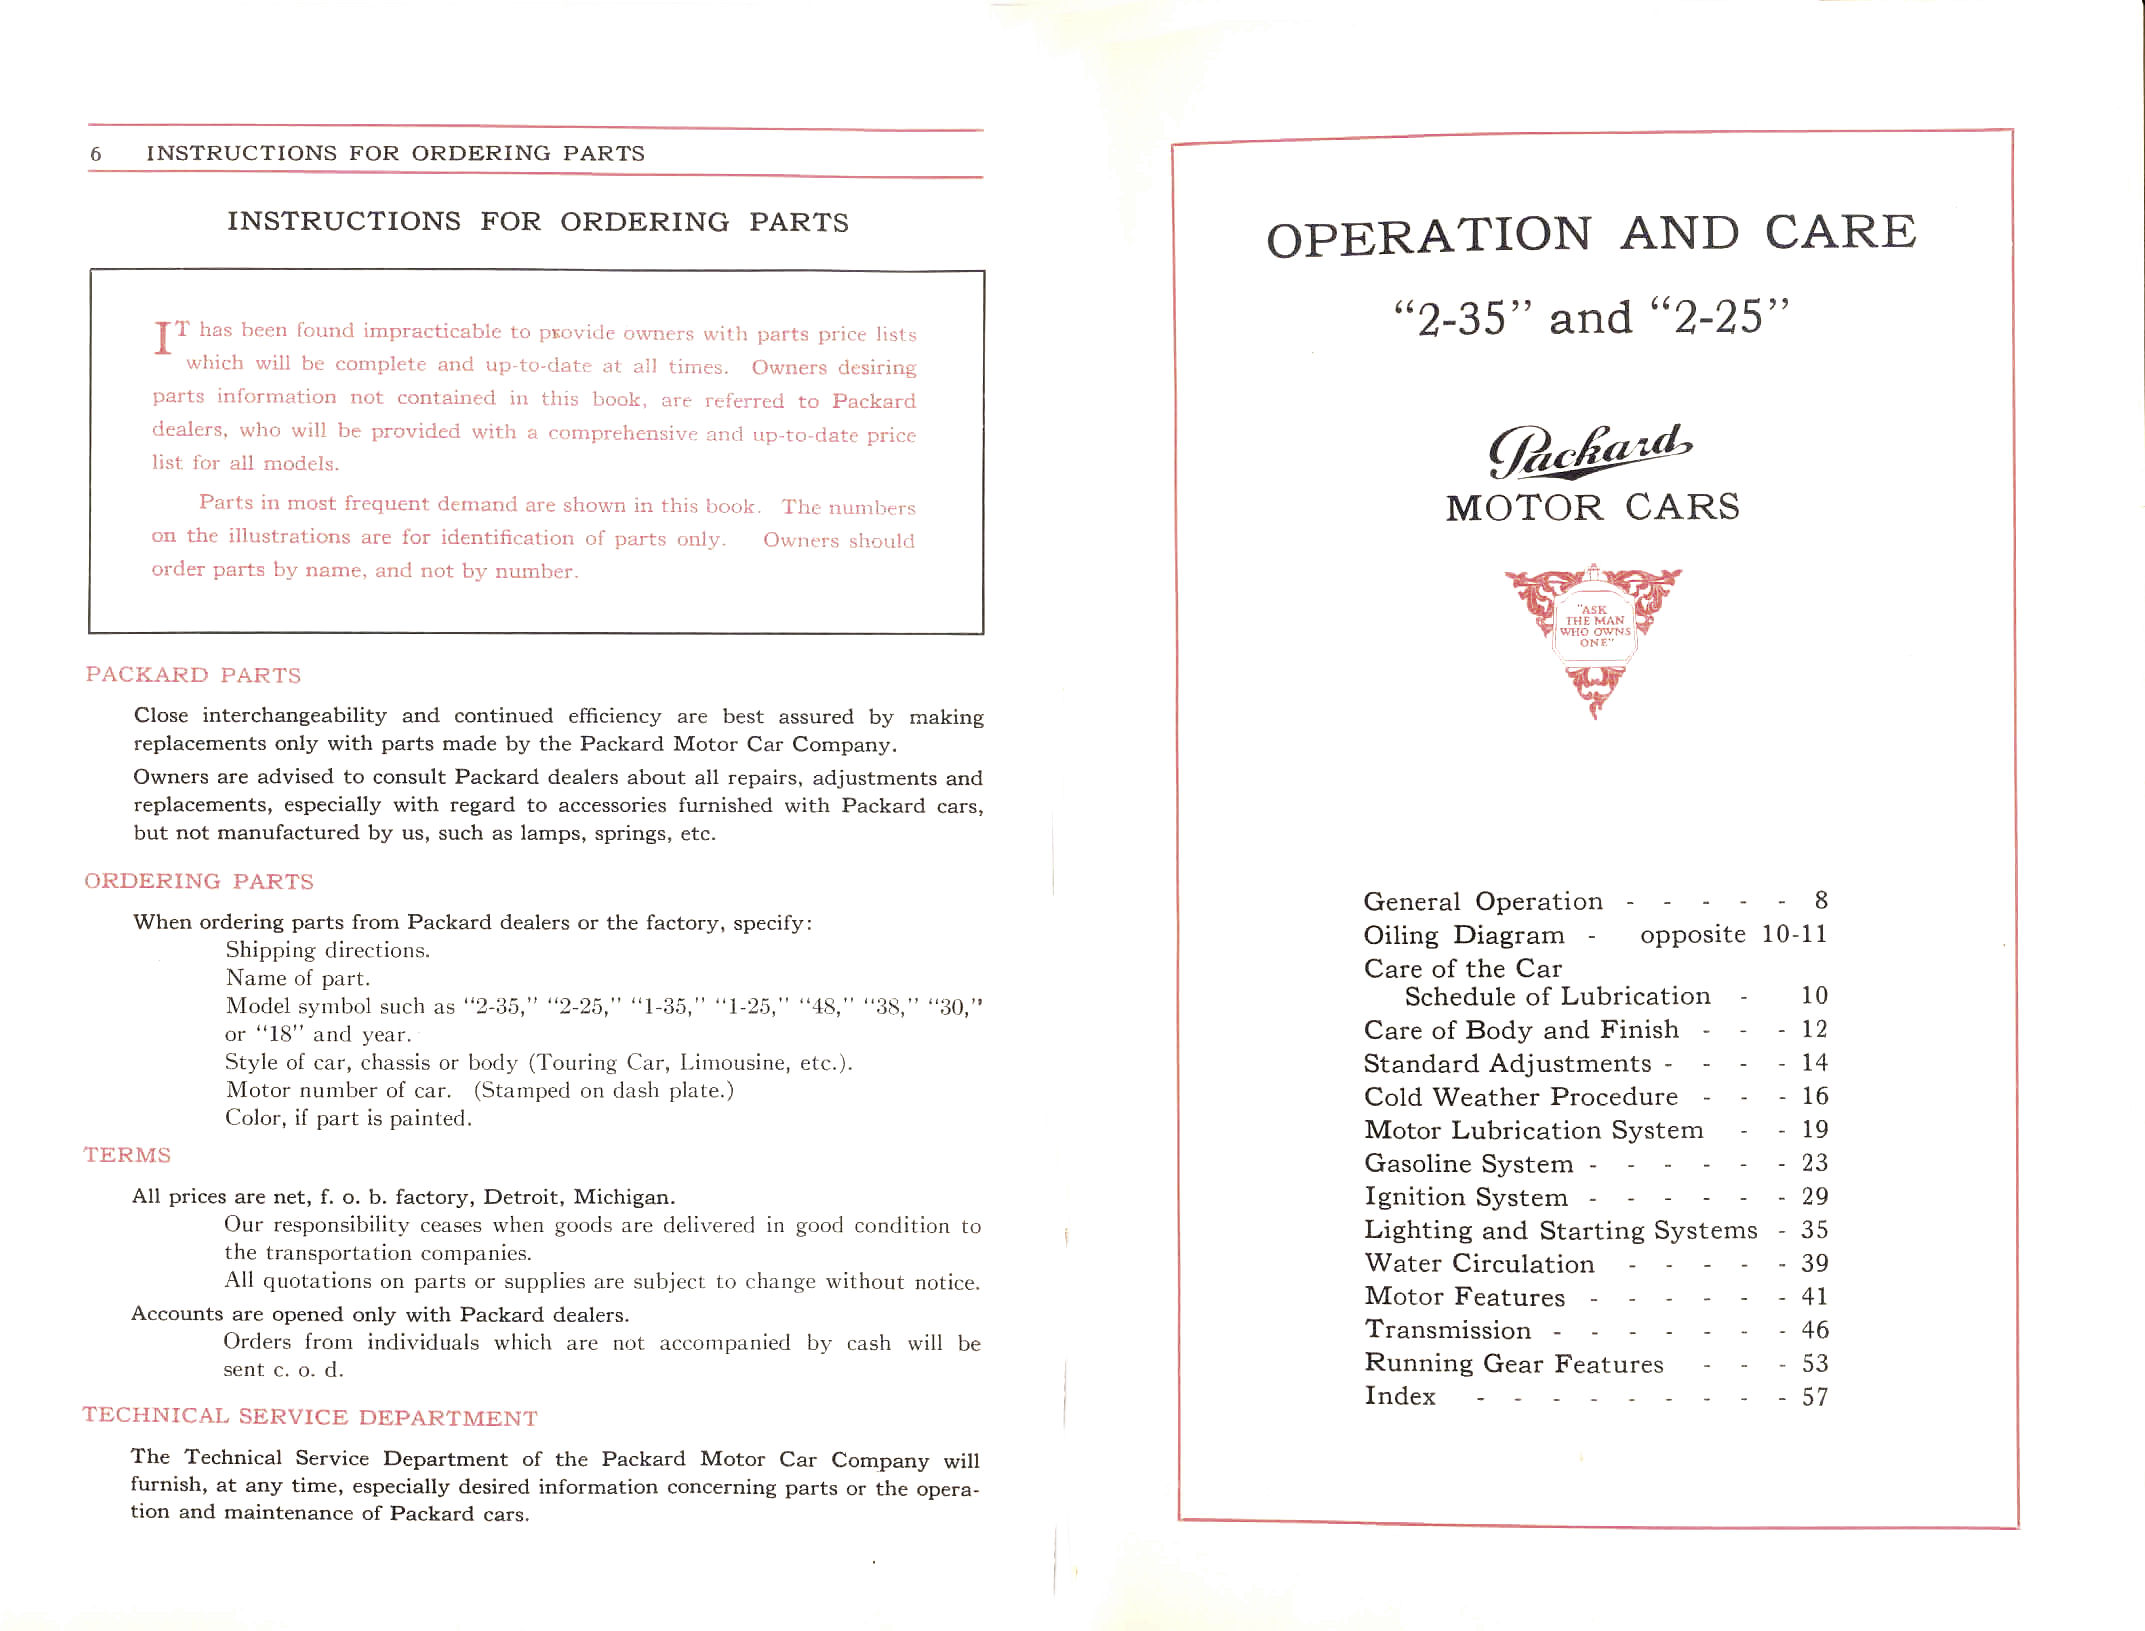 6 INSTRUCTIONS FOR ORDERING PARTS
INSTRUCTIONS FOR ORDERING PARTS
IT has been found impracticable to provide owners with parts price lists
which will be complete and up-to-date at all times. Owners desiring
parts information not contained in this book, are referred to Packard
dealers, who will be provided with a comprehensive and up-to-date price
list for all models.
Parts in most frequent demand are shown in this book. The numbers
on the illustrations are for identification of parts only. Owners should
order parts by name, and not by number.
PACKARD PARTS
Close interchangeability and continued efficiency are best assured by making
replacements only with parts made by the Packard Motor Car Company.
Owners are advised to consult Packard dealers about all repairs, adjustments and
replacements, especially with regard to accessories furnished with Packard cars,
but not manufactured by us, such as lamps, springs, etc.
ORDERING PARTS
When ordering parts from Packard dealers or the factory, specify:
Shipping directions.
Name of part.
Model symbol such as “2-35,” “2-25,” “1-35,” “1-25,” “48,” “38,” “30,”
or “18” and year.
Style of car, chassis or body (Touring Car, Limousine, etc.).
Motor number of car. (Stamped on dash plate.)
Color, if part is painted.
TERMS
All prices are net, f. o. b. factory, Detroit, Michigan.
Our responsibility ceases when goods are delivered in good condition to
the transportation companies.
All quotations on parts or supplies are subject to change without notice.
Accounts are opened only with Packard dealers.
Orders from individuals which are not accompanied by cash will be
sent c. o. d.
TECHNICAL SERVICE DEPARTMENT
The Technical Service Department of the Packard Motor Car Company will
furnish, at any time, especially desired information concerning parts or the opera-
tion and maintenance of Packard cars.
OPERATION AND CARE
“2-35” and “2-25”
Packard
MOTOR CARS
"ASK
THE MAN
WHO OWNS
ONE"
General Operation - - - - - 8
Oiling Diagram - opposite 10-11
Care of the Car
Schedule of Lubrication - 10
Care of Body and Finish - - - 12
Standard Adjustments - - - - 14
Cold Weather Procedure - - - 16
Motor Lubrication System - - 19
Gasoline System - - - - - - 23
Ignition System - - - - - - 29
Lighting and Starting Systems - 35
Water Circulation - - - - - 39
Motor Features - - - - - - 41
Transmission - - - - - - - 46
Running Gear Features - - - 53
Index - - - - - - - - - 57